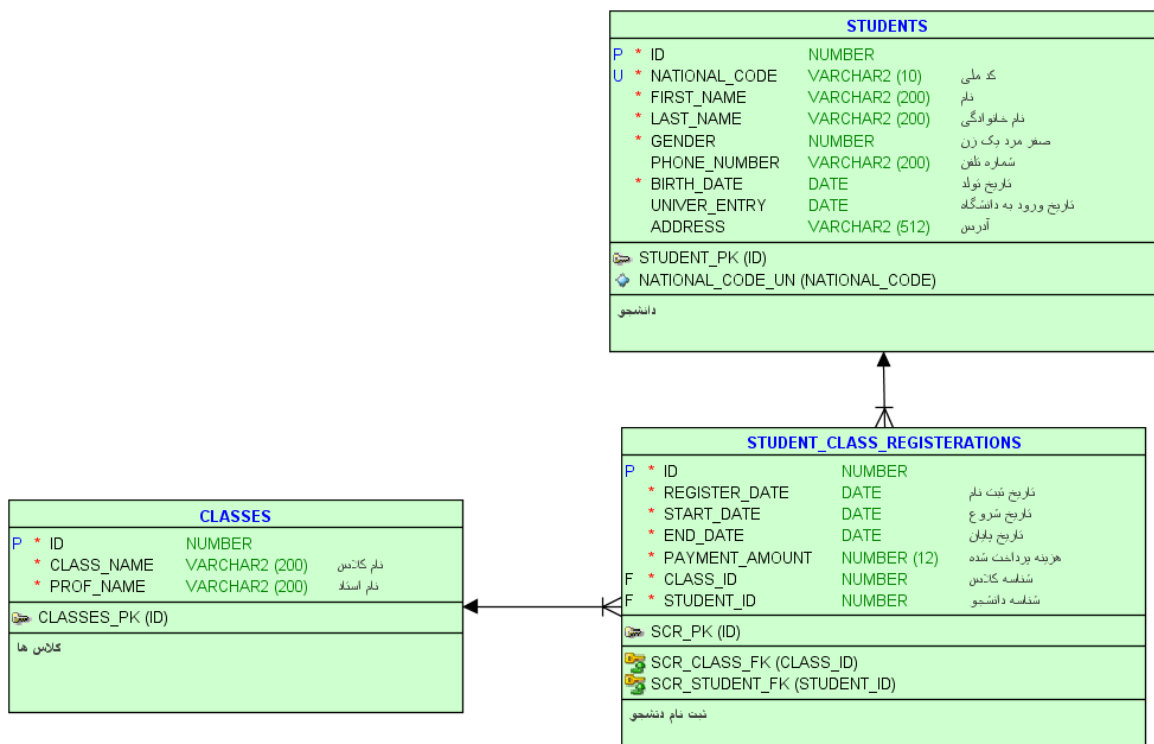 STUDENTS
P * ID NUMBER
U * NATIONAL_CODE VARCHAR2 (10) کد ملی
* FIRST_NAME VARCHAR2 (200) نام
* LAST_NAME VARCHAR2 (200) نام خانوادگی
* GENDER NUMBER صفر مرد یک زن
PHONE_NUMBER VARCHAR2 (200) شماره تلفن
* BIRTH_DATE DATE تاریخ تولد
UNIVER_ENTRY DATE تاریخ ورود به دانشگاه
ADDRESS VARCHAR2 (512) آدرس
STUDENT_PK (ID)
NATIONAL_CODE_UN (NATIONAL_CODE)
دانشجو
STUDENT_CLASS_REGISTERATIONS
P * ID NUMBER
* REGISTER_DATE DATE تاریخ ثبت نام
* START_DATE DATE تاریخ شروع
* END_DATE DATE تاریخ پایان
* PAYMENT_AMOUNT NUMBER (12) هزینه پرداخت شده
F * CLASS_ID NUMBER شناسه کلاس
F * STUDENT_ID NUMBER شناسه دانشجو
SCR_PK (ID)
SCR_CLASS_FK (CLASS_ID)
SCR_STUDENT_FK (STUDENT_ID)
ثبت نام دنشجو
CLASSES
P * ID NUMBER
* CLASS_NAME VARCHAR2 (200) نام کلاس
* PROF_NAME VARCHAR2 (200) نام استاد
CLASSES_PK (ID)
کلاس ها